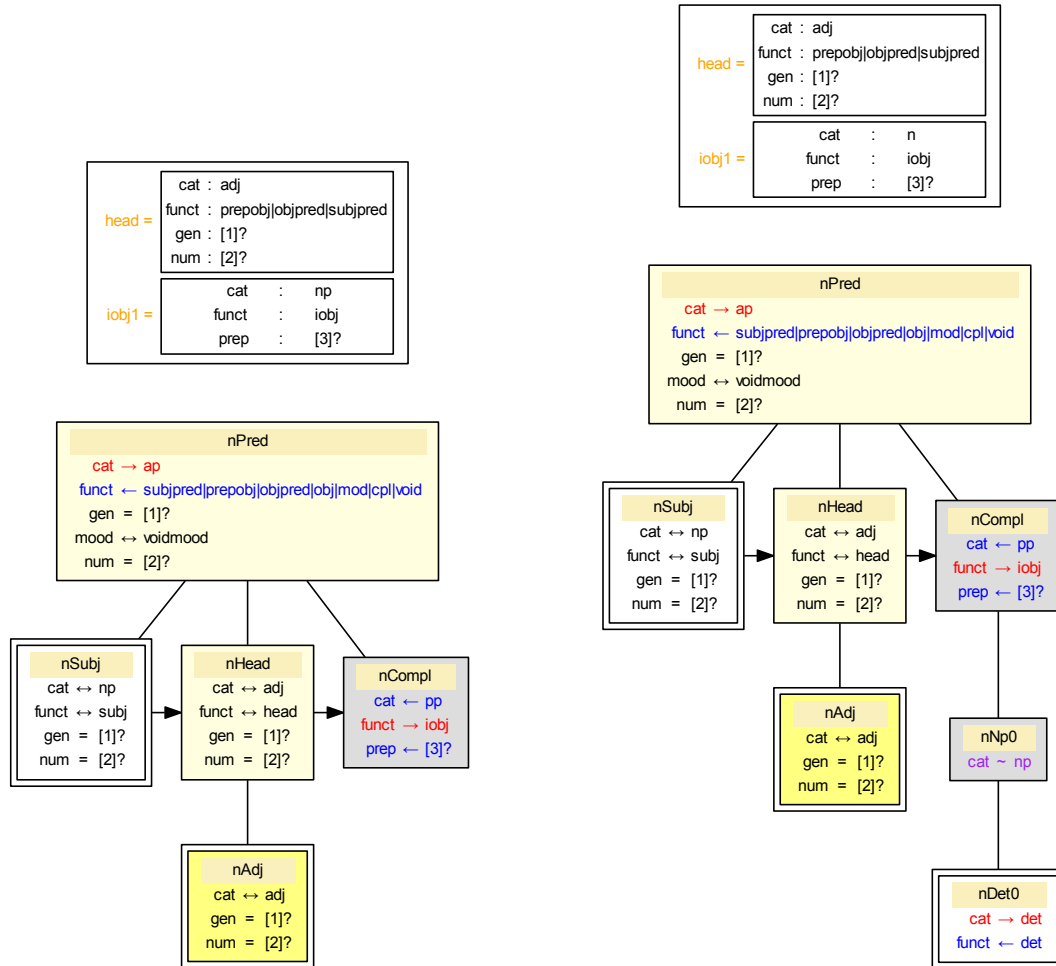 head =
cat : adj
funct : prepobj|objpred|subjpred
gen : [1]?
num : [2]?
iobj1 =
cat : np
funct : iobj
prep : [3]?
nPred
cat → ap
funct ← subjpred|prepobj|objpred|obj|mod|cpl|void
gen = [1]?
mood ↔ voidmood
num = [2]?
nSubj
cat ↔ np
funct ↔ subj
gen = [1]?
num = [2]?
nHead
cat ↔ adj
funct ↔ head
gen = [1]?
num = [2]?
nCompl
cat ← pp
funct → iobj
prep ← [3]?
nAdj
cat ↔ adj
gen = [1]?
num = [2]?
head =
cat : adj
funct : prepobj|objpred|subjpred
gen : [1]?
num : [2]?
iobj1 =
cat : n
funct : iobj
prep : [3]?
nPred
cat → ap
funct ← subjpred|prepobj|objpred|obj|mod|cpl|void
gen = [1]?
mood ↔ voidmood
num = [2]?
nSubj
cat ↔ np
funct ↔ subj
gen = [1]?
num = [2]?
nHead
cat ↔ adj
funct ↔ head
gen = [1]?
num = [2]?
nCompl
cat ← pp
funct → iobj
prep ← [3]?
nAdj
cat ↔ adj
gen = [1]?
num = [2]?
nNp0
cat ~ np
nDet0
cat → det
funct ← det